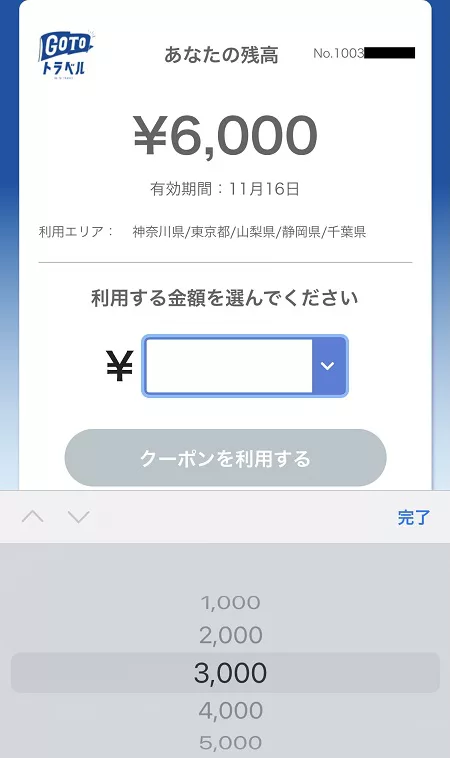 GOTO
トラベル
あなたの残高
No.1003
¥6,000
有効期間：11月16日
利用エリア： 神奈川県/東京都/山梨県/静岡県/千葉県
利用する金額を選んでください
¥
クーポンを利用する
完了
1,000
2,000
3,000
4,000
5,000